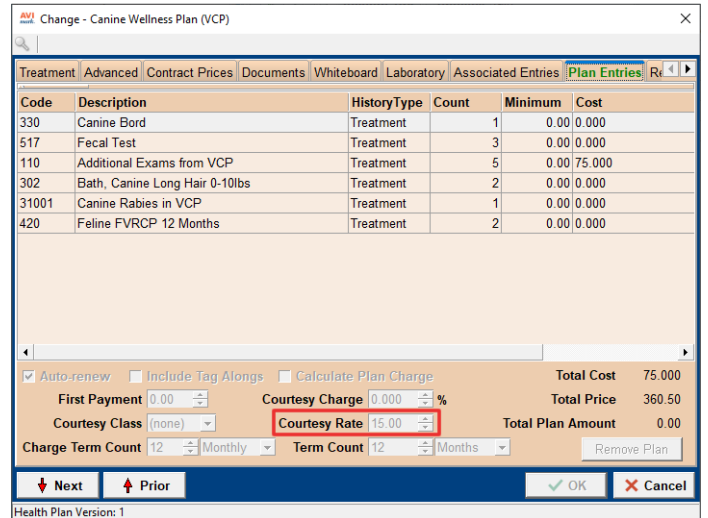 AVI mark. Change - Canine Wellness Plan (VCP)
Treatment Advanced Contract Prices Documents Whiteboard Laboratory Associated Entries Plan Entries
Code Description HistoryType Count Minimum Cost
330 Canine Bord Treatment 1 0.00 0.000
517 Fecal Test Treatment 3 0.00 0.000
110 Additional Exams from VCP Treatment 5 0.00 75.000
302 Bath, Canine Long Hair 0-10lbs Treatment 2 0.00 0.000
31001 Canine Rabies in VCP Treatment 1 0.00 0.000
420 Feline FVRCP 12 Months Treatment 2 0.00 0.000
Auto-renew Include Tag Alongs Calculate Plan Charge Total Cost 75.000
First Payment 0.00 Courtesy Charge 0.000 % Total Price 360.50
Courtesy Class (none) Courtesy Rate 15.00 Total Plan Amount 0.00
Charge Term Count 12 Monthly Term Count 12 Months Remove Plan
Next Prior OK Cancel
Health Plan Version: 1